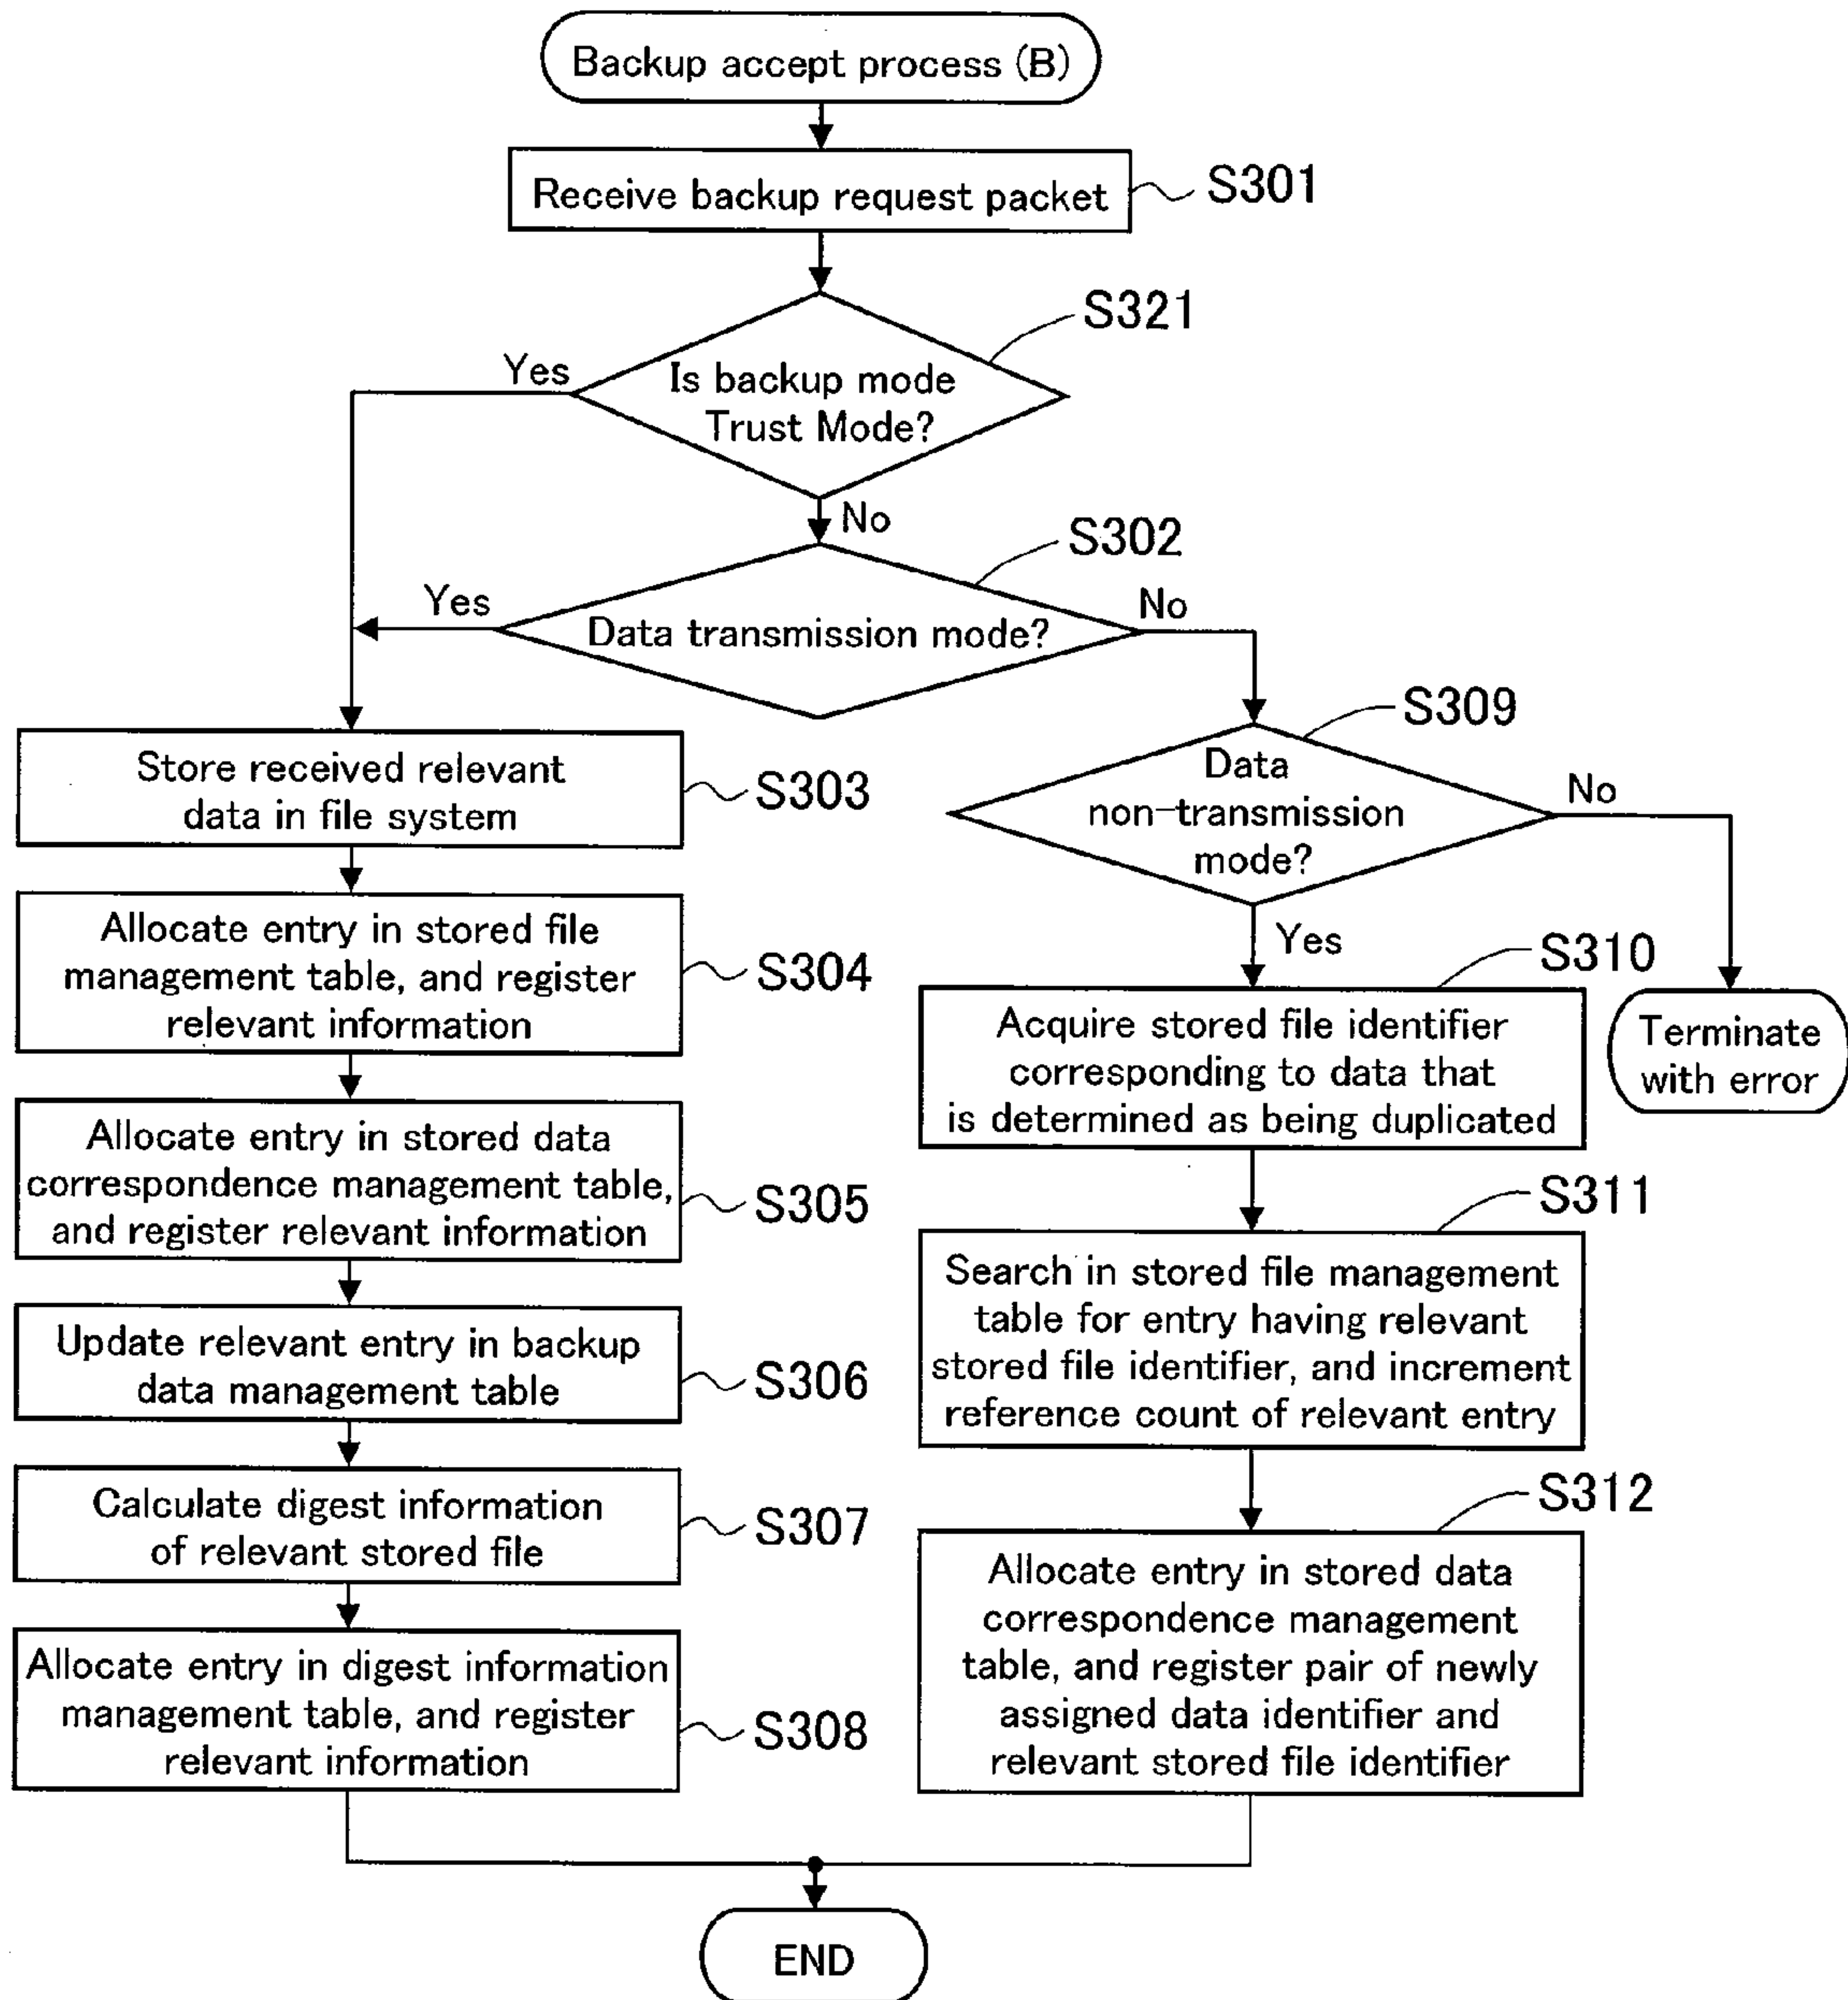 Backup accept process (B)
Receive backup request packet
S301
S321
Yes
Is backup mode
Trust Mode?
No
S302
Yes
Data transmission mode?
No
S309
Data
non-transmission
mode?
No
Yes
Store received relevant
data in file system
S303
Allocate entry in stored file
management table, and register
relevant information
S304
Allocate entry in stored data
correspondence management table,
and register relevant information
S305
Update relevant entry in backup
data management table
S306
Calculate digest information
of relevant stored file
S307
Allocate entry in digest information
management table, and register
relevant information
S308
S310
Acquire stored file identifier
corresponding to data that
is determined as being duplicated
Terminate
with error
S311
Search in stored file management
table for entry having relevant
stored file identifier, and increment
reference count of relevant entry
S312
Allocate entry in stored data
correspondence management
table, and register pair of newly
assigned data identifier and
relevant stored file identifier
END